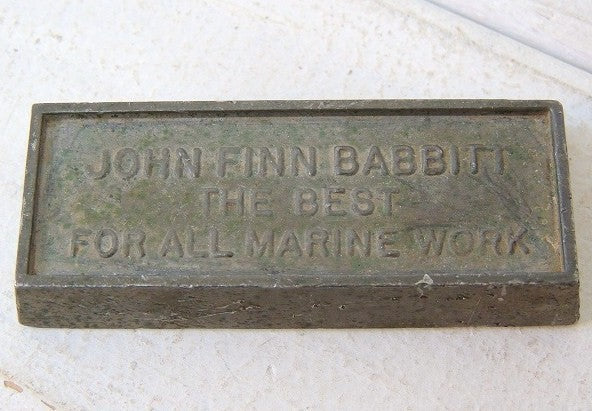 JOHN FINN BABBITT
THE BEST
FOR ALL MARINE WORK